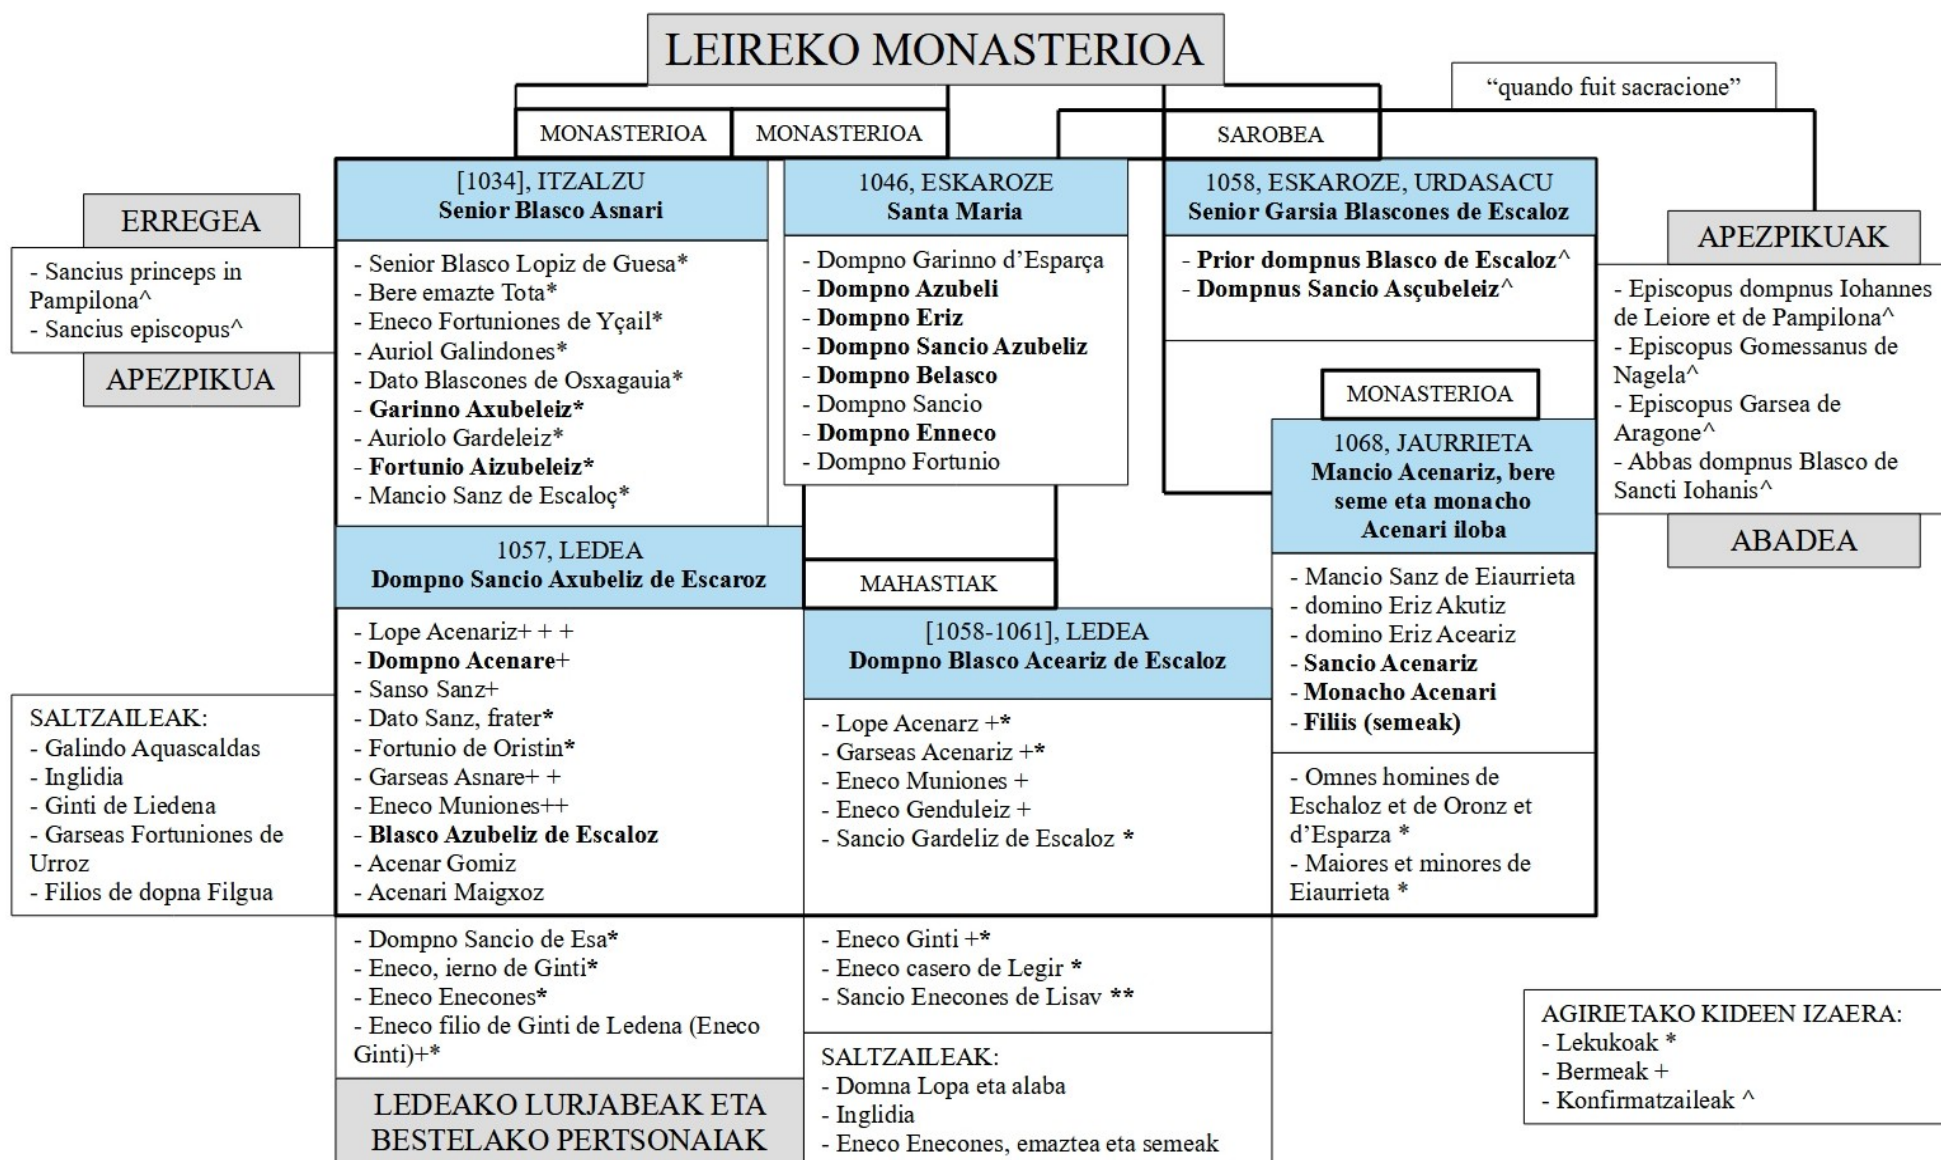 LEIREKO MONASTERIOA
“quando fuit sacracione”
MONASTERIOA
MONASTERIOA
SAROBEA
ERREGEA
- Sancius princeps in
Pampilona^
- Sancius episcopus^
APEZPIKUA
[1034], ITZALZU
Senior Blasco Asnari
- Senior Blasco Lopiz de Guesa*
- Bere emazte Tota*
- Eneco Fortuniones de Yçail*
- Auriol Galindones*
- Dato Blascones de Osxagauia*
- Garinno Axubeleiz*
- Auriolo Gardeleiz*
- Fortunio Aizubeleiz*
- Mancio Sanz de Escaloç*
1046, ESKAROZE
Santa Maria
- Dompno Garinno d’Esparça
- Dompno Azubeli
- Dompno Eriz
- Dompno Sancio Azubeliz
- Dompno Belasco
- Dompno Sancio
- Dompno Enneco
- Dompno Fortunio
1058, ESKAROZE, URDASACU
Senior Garsia Blascones de Escaloz
- Prior dompnus Blasco de Escaloz^
- Dompnus Sancio Asçubeleiz^
APEZPIKUAK
- Episcopus dompnus Iohannes
de Leiore et de Pampilona^
- Episcopus Gomessanus de
Nagela^
- Episcopus Garsea de
Aragone^
- Abbas dompnus Blasco de
Sancti Iohanis^
ABADEA
MONASTERIOA
1068, JAURRIETA
Mancio Acenariz, bere
seme eta monacho
Acenari iloba
- Mancio Sanz de Eiaurrieta
- domino Eriz Akutiz
- domino Eriz Aceariz
- Sancio Acenariz
- Monacho Acenari
- Filiis (semeak)
- Omnes homines de
Eschaloz et de Oronz et
d’Esparza *
- Maiores et minores de
Eiaurrieta *
1057, LEDEA
Dompno Sancio Axubeliz de Escaroz
- Lope Acenariz+ + +
- Dompno Acenare+
- Sanso Sanz+
- Dato Sanz, frater*
- Fortunio de Oristin*
- Garseas Asnare+ +
- Eneco Muniones++
- Blasco Azubeliz de Escaloz
- Acenar Gomiz
- Acenari Maigxoz
- Dompno Sancio de Esa*
- Eneco, ierno de Ginti*
- Eneco Enecones*
- Eneco filio de Ginti de Ledena (Eneco
Ginti)+*
LEDEAKO LURJABEAK ETA
BESTELAKO PERTSONAIAK
SALTZAILEAK:
- Galindo Aquascaldas
- Inglidia
- Ginti de Liedena
- Garseas Fortuniones de
Urroz
- Filios de dopna Filgua
MAHASTIAK
[1058-1061], LEDEA
Dompno Blasco Aceariz de Escaloz
- Lope Acenarz +*
- Garseas Acenariz +*
- Eneco Muniones +
- Eneco Genduleiz +
- Sancio Gardeliz de Escaloz *
- Eneco Ginti +*
- Eneco casero de Legir *
- Sancio Enecones de Lisav **
SALTZAILEAK:
- Domna Lopa eta alaba
- Inglidia
- Eneco Enecones, emaztea eta semeak
AGIRIETAKO KIDEEN IZAERA:
- Lekukoak *
- Bermeak +
- Konfirmatzaileak ^